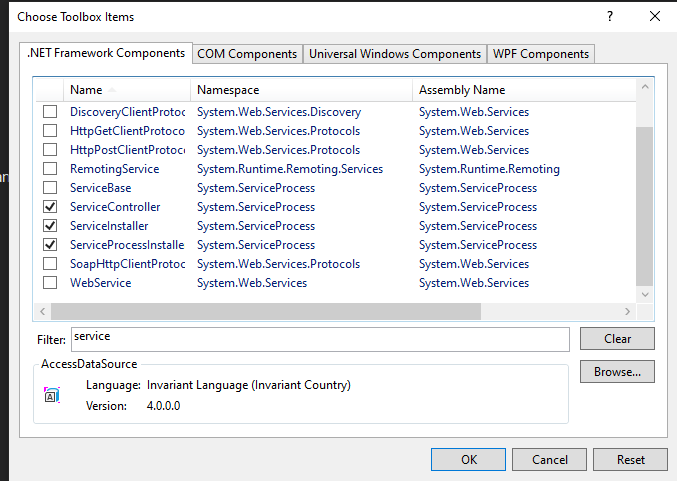 Choose Toolbox Items ?
.NET Framework Components COM Components Universal Windows Components WPF Components
Name Namespace Assembly Name
DiscoveryClientProtoc System.Web.Services.Discovery System.Web.Services
HttpGetClientProtoco System.Web.Services.Protocols System.Web.Services
HttpPostClientProtoc System.Web.Services.Protocols System.Web.Services
RemotingService System.Runtime.Remoting.Services System.Runtime.Remoting
ServiceBase System.ServiceProcess System.ServiceProcess
ServiceController System.ServiceProcess System.ServiceProcess
ServiceInstaller System.ServiceProcess System.ServiceProcess
ServiceProcessInstalle System.ServiceProcess System.ServiceProcess
SoapHttpClientProtoc System.Web.Services.Protocols System.Web.Services
WebService System.Web.Services System.Web.Services
Filter: service Clear
AccessDataSource Browse...
A Language: Invariant Language (Invariant Country)
Version: 4.0.0.0
OK Cancel Reset